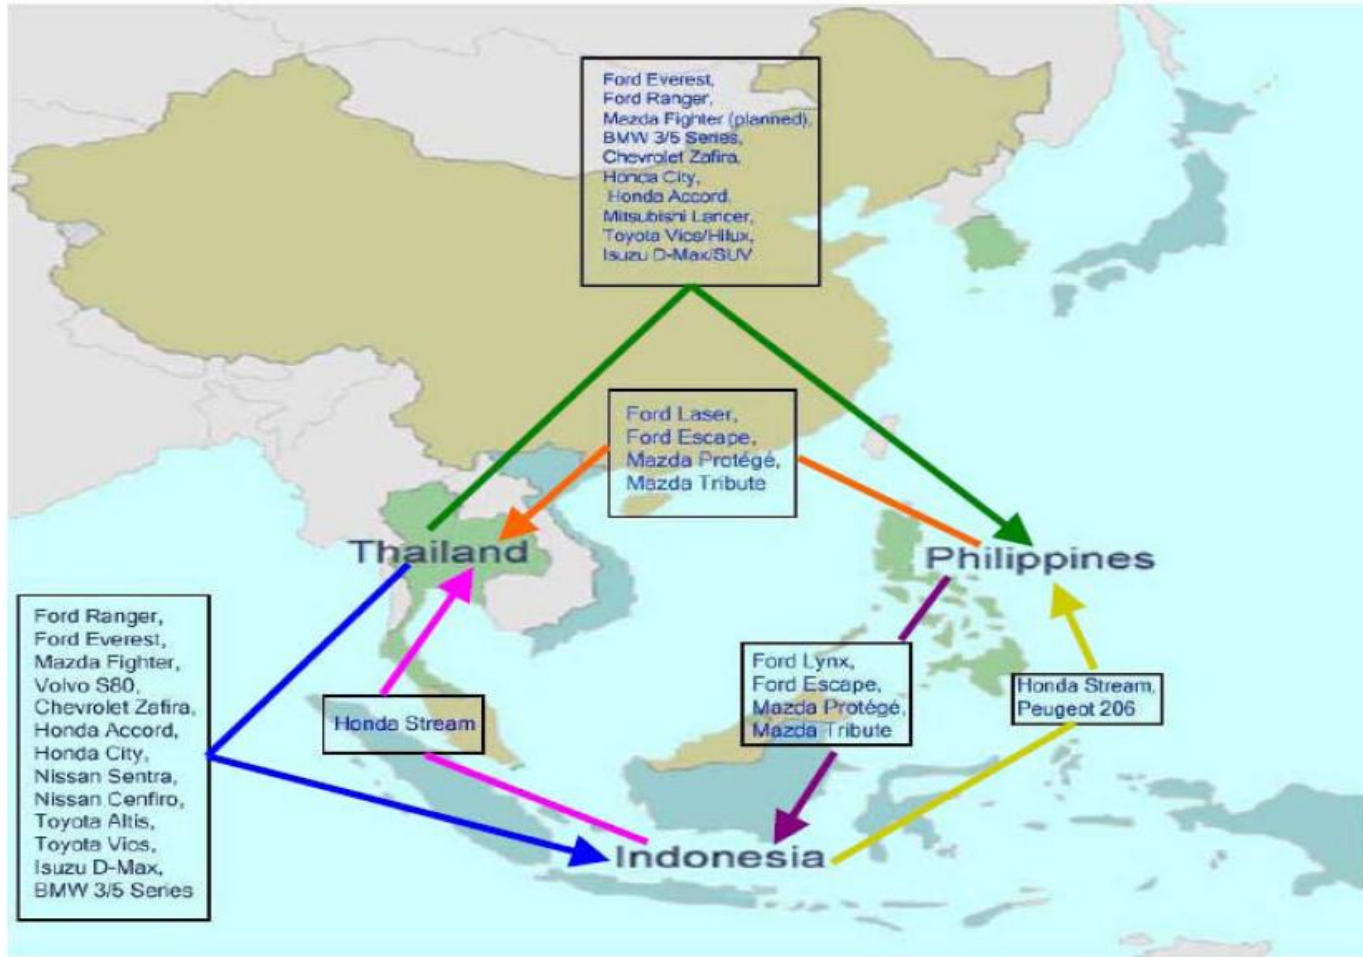 Ford Everest,
Ford Ranger,
Mazda Fighter (planned),
BMW 3/5 Series,
Chevrolet Zafira,
Honda City,
Honda Accord,
Mitsubishi Lancer,
Toyota Vios/Hilux,
Isuzu D-Max/SUV
Ford Laser,
Ford Escape,
Mazda Protégé,
Mazda Tribute
Thailand
Philippines
Ford Ranger,
Ford Everest,
Mazda Fighter,
Volvo S80,
Chevrolet Zafira,
Honda Accord,
Honda City,
Nissan Sentra,
Nissan Cenfiro,
Toyota Altis,
Toyota Vios,
Isuzu D-Max,
BMW 3/5 Series
Honda Stream
Ford Lynx,
Ford Escape,
Mazda Protégé,
Mazda Tribute
Honda Stream,
Peugeot 206
Indonesia